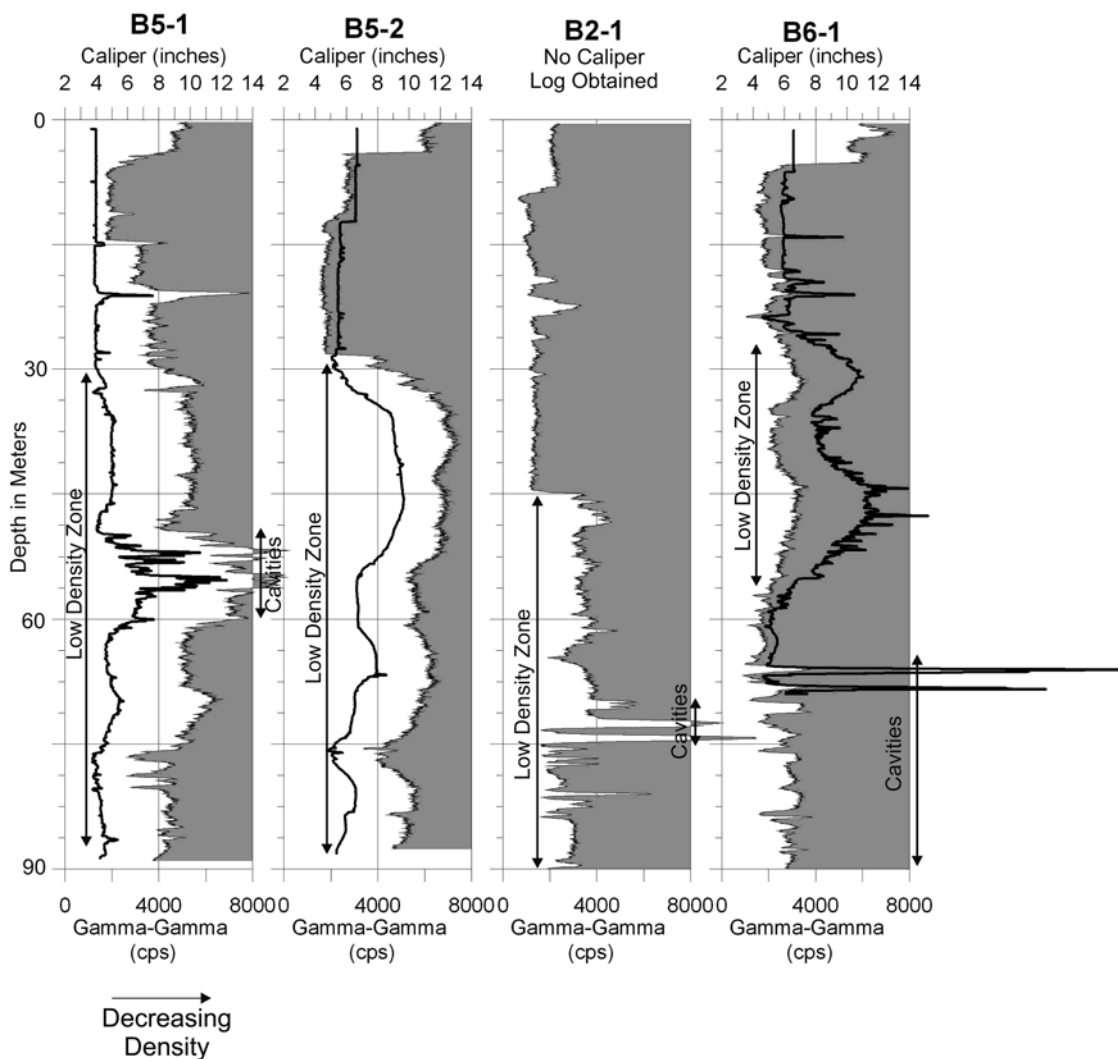 B5-1
Caliper (inches)
2 4 6 8 10 12 14
B5-2
Caliper (inches)
2 4 6 8 10 12 14
B2-1
No Caliper
Log Obtained
B6-1
Caliper (inches)
2 4 6 8 10 12 14
Depth in Meters
0
30
60
90
Low Density Zone
Cavities
Low Density Zone
Low Density Zone
Cavities
Low Density Zone
Cavities
0 4000 8000
Gamma-Gamma
(cps)
0 4000 8000
Gamma-Gamma
(cps)
0 4000 8000
Gamma-Gamma
(cps)
0 4000 8000
Gamma-Gamma
(cps)
Decreasing
Density